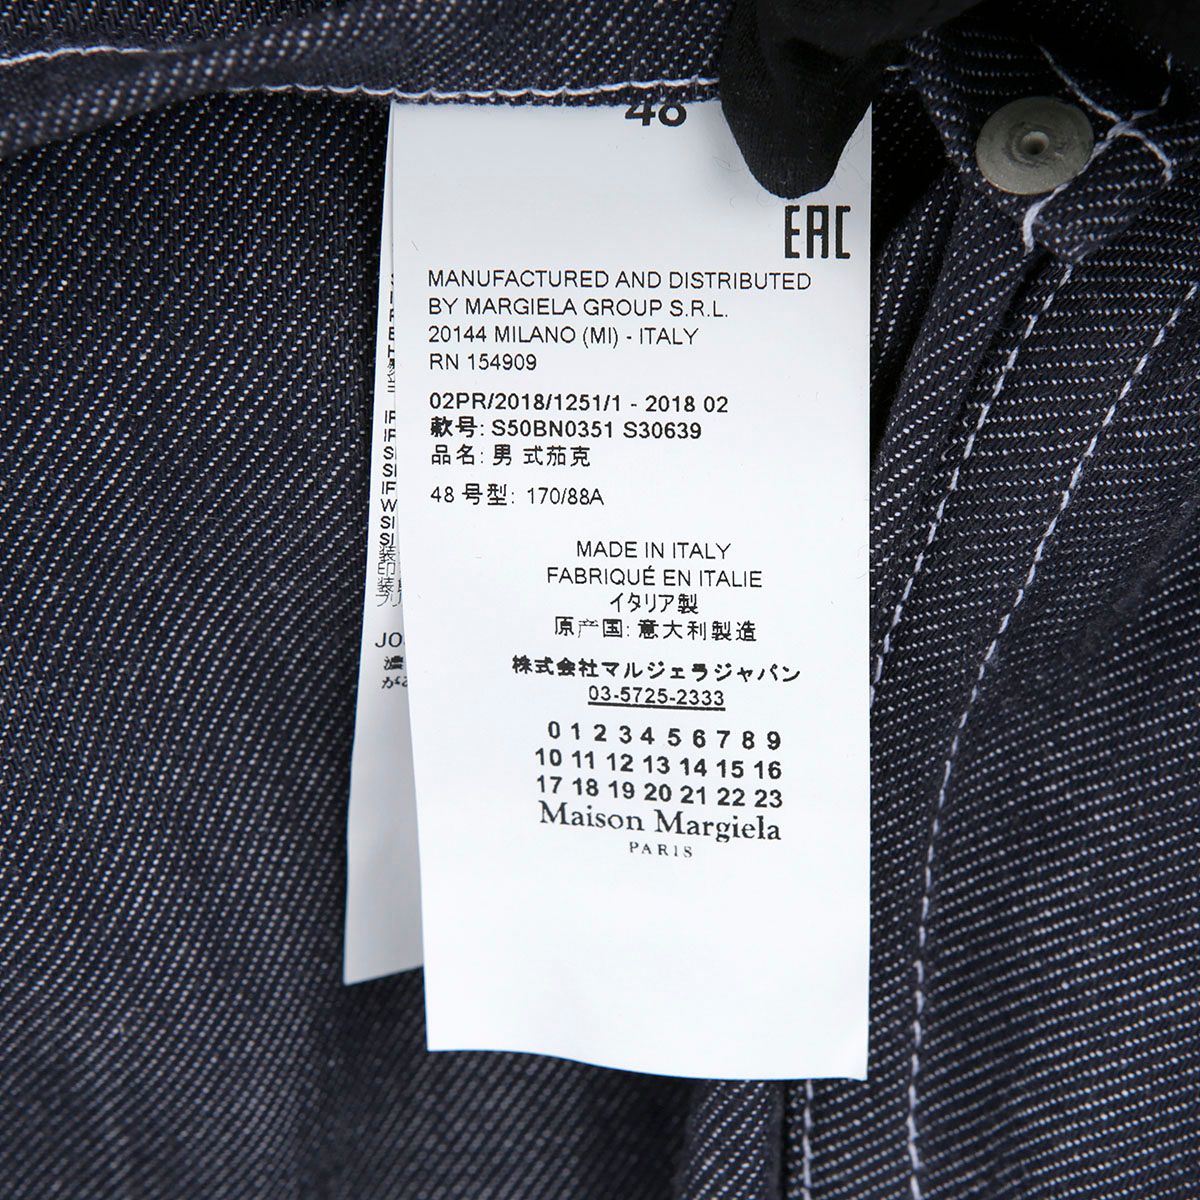 48
EAC
MANUFACTURED AND DISTRIBUTED
BY MARGIELA GROUP S.R.L.
20144 MILANO (MI) - ITALY
RN 154909
02PR/2018/1251/1 - 2018 02
款号: S50BN0351 S30639
品名: 男 式茄克
48 号型: 170/88A
MADE IN ITALY
FABRIQUÉ EN ITALIE
イタリア製
原产国: 意大利製造
株式会社マルジェラジャパン
03-5725-2333
0 1 2 3 4 5 6 7 8 9
10 11 12 13 14 15 16
17 18 19 20 21 22 23
Maison Margiela
PARIS
JO
濃